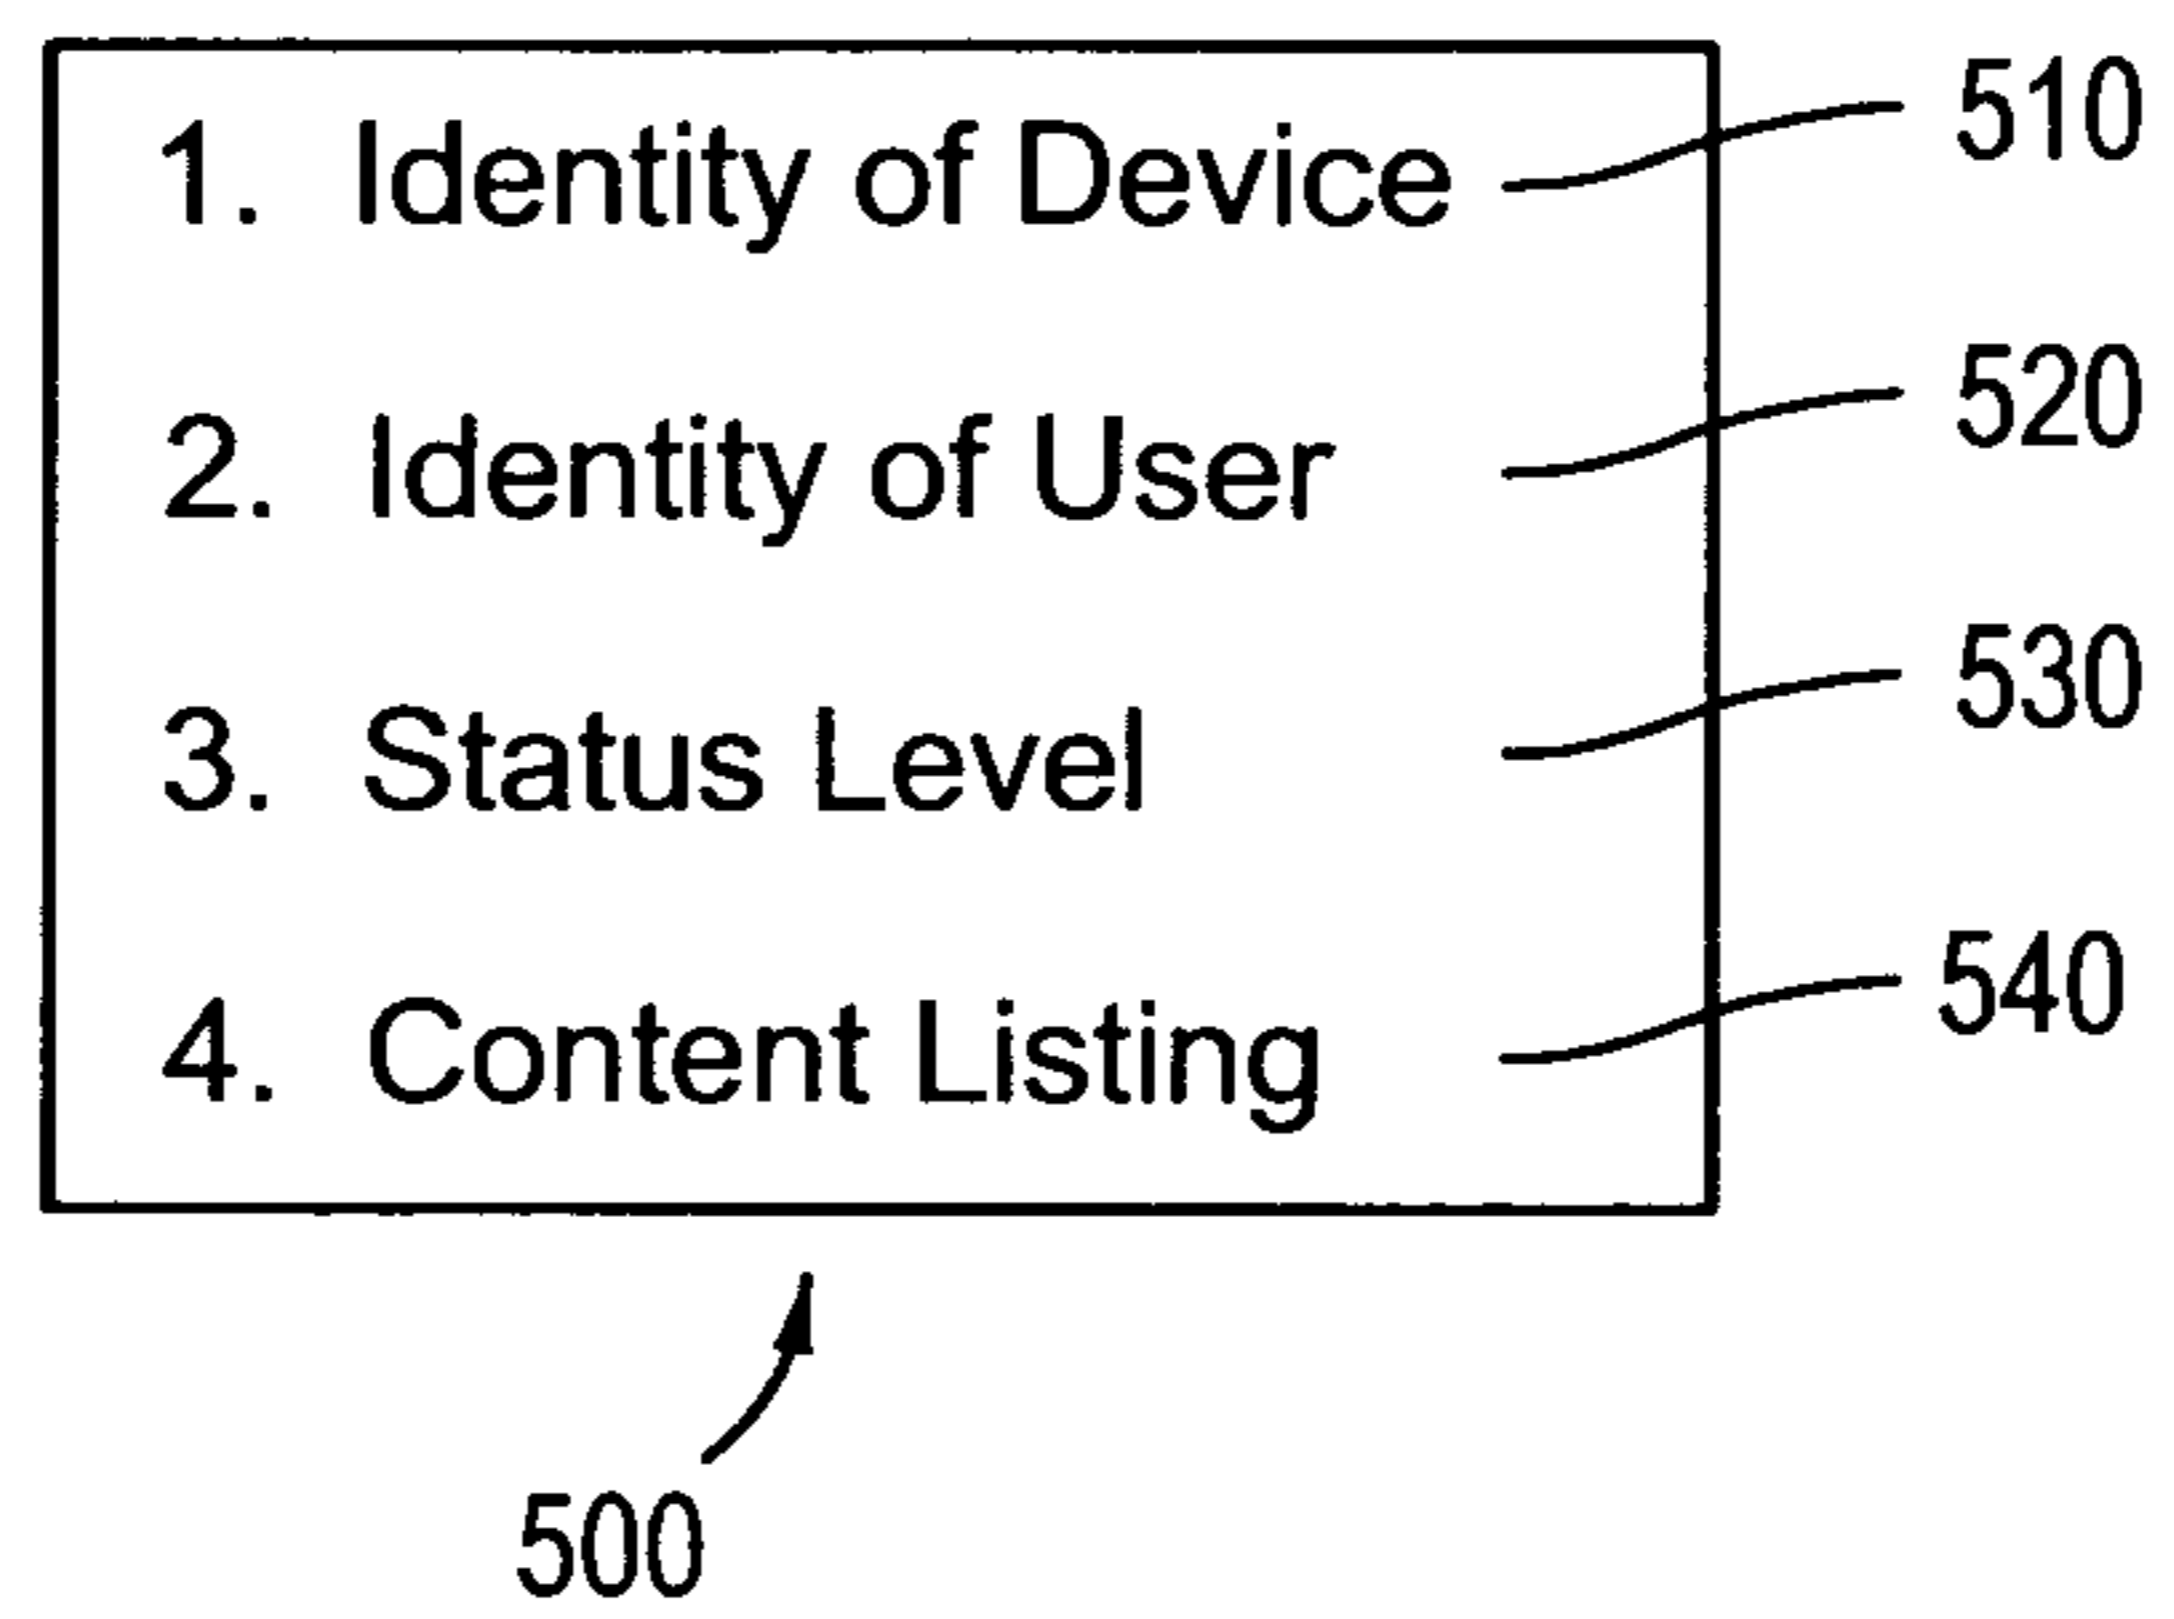 1. Identity of Device 510
2. Identity of User 520
3. Status Level 530
4. Content Listing 540
500